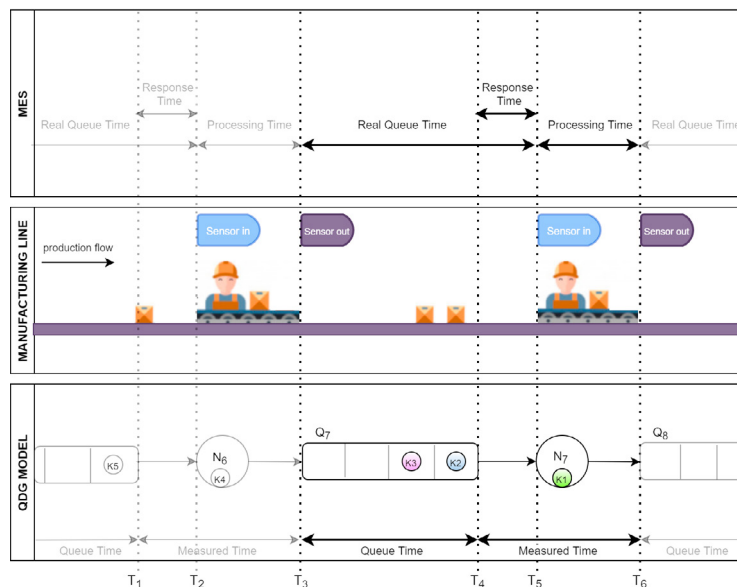 MES
Response
Time
Response
Time
Real Queue Time
Processing Time
Real Queue Time
Processing Time
Real Queue
MANUFACTURING LINE
Sensor in
Sensor out
Sensor in
Sensor out
production flow
QDG MODEL
Q7
Q8
N6
N7
K5
K4
K3
K2
K1
Queue Time
Measured Time
Queue Time
Measured Time
Queue
T1
T2
T3
T4
T5
T6